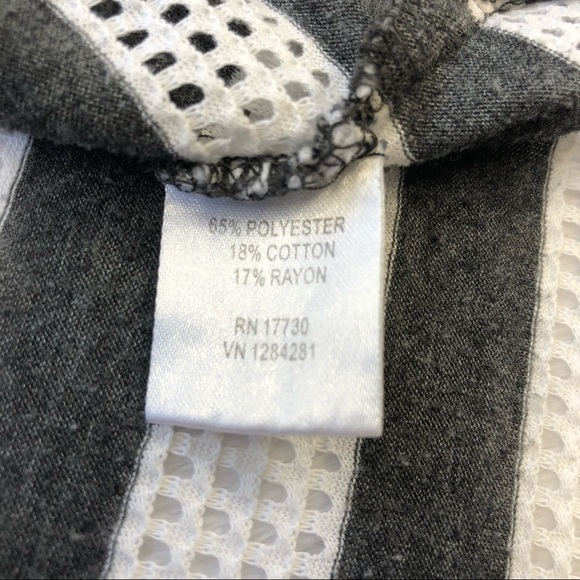 65% POLYESTER
18% COTTON
17% RAYON
RN 17730
VN 1284281